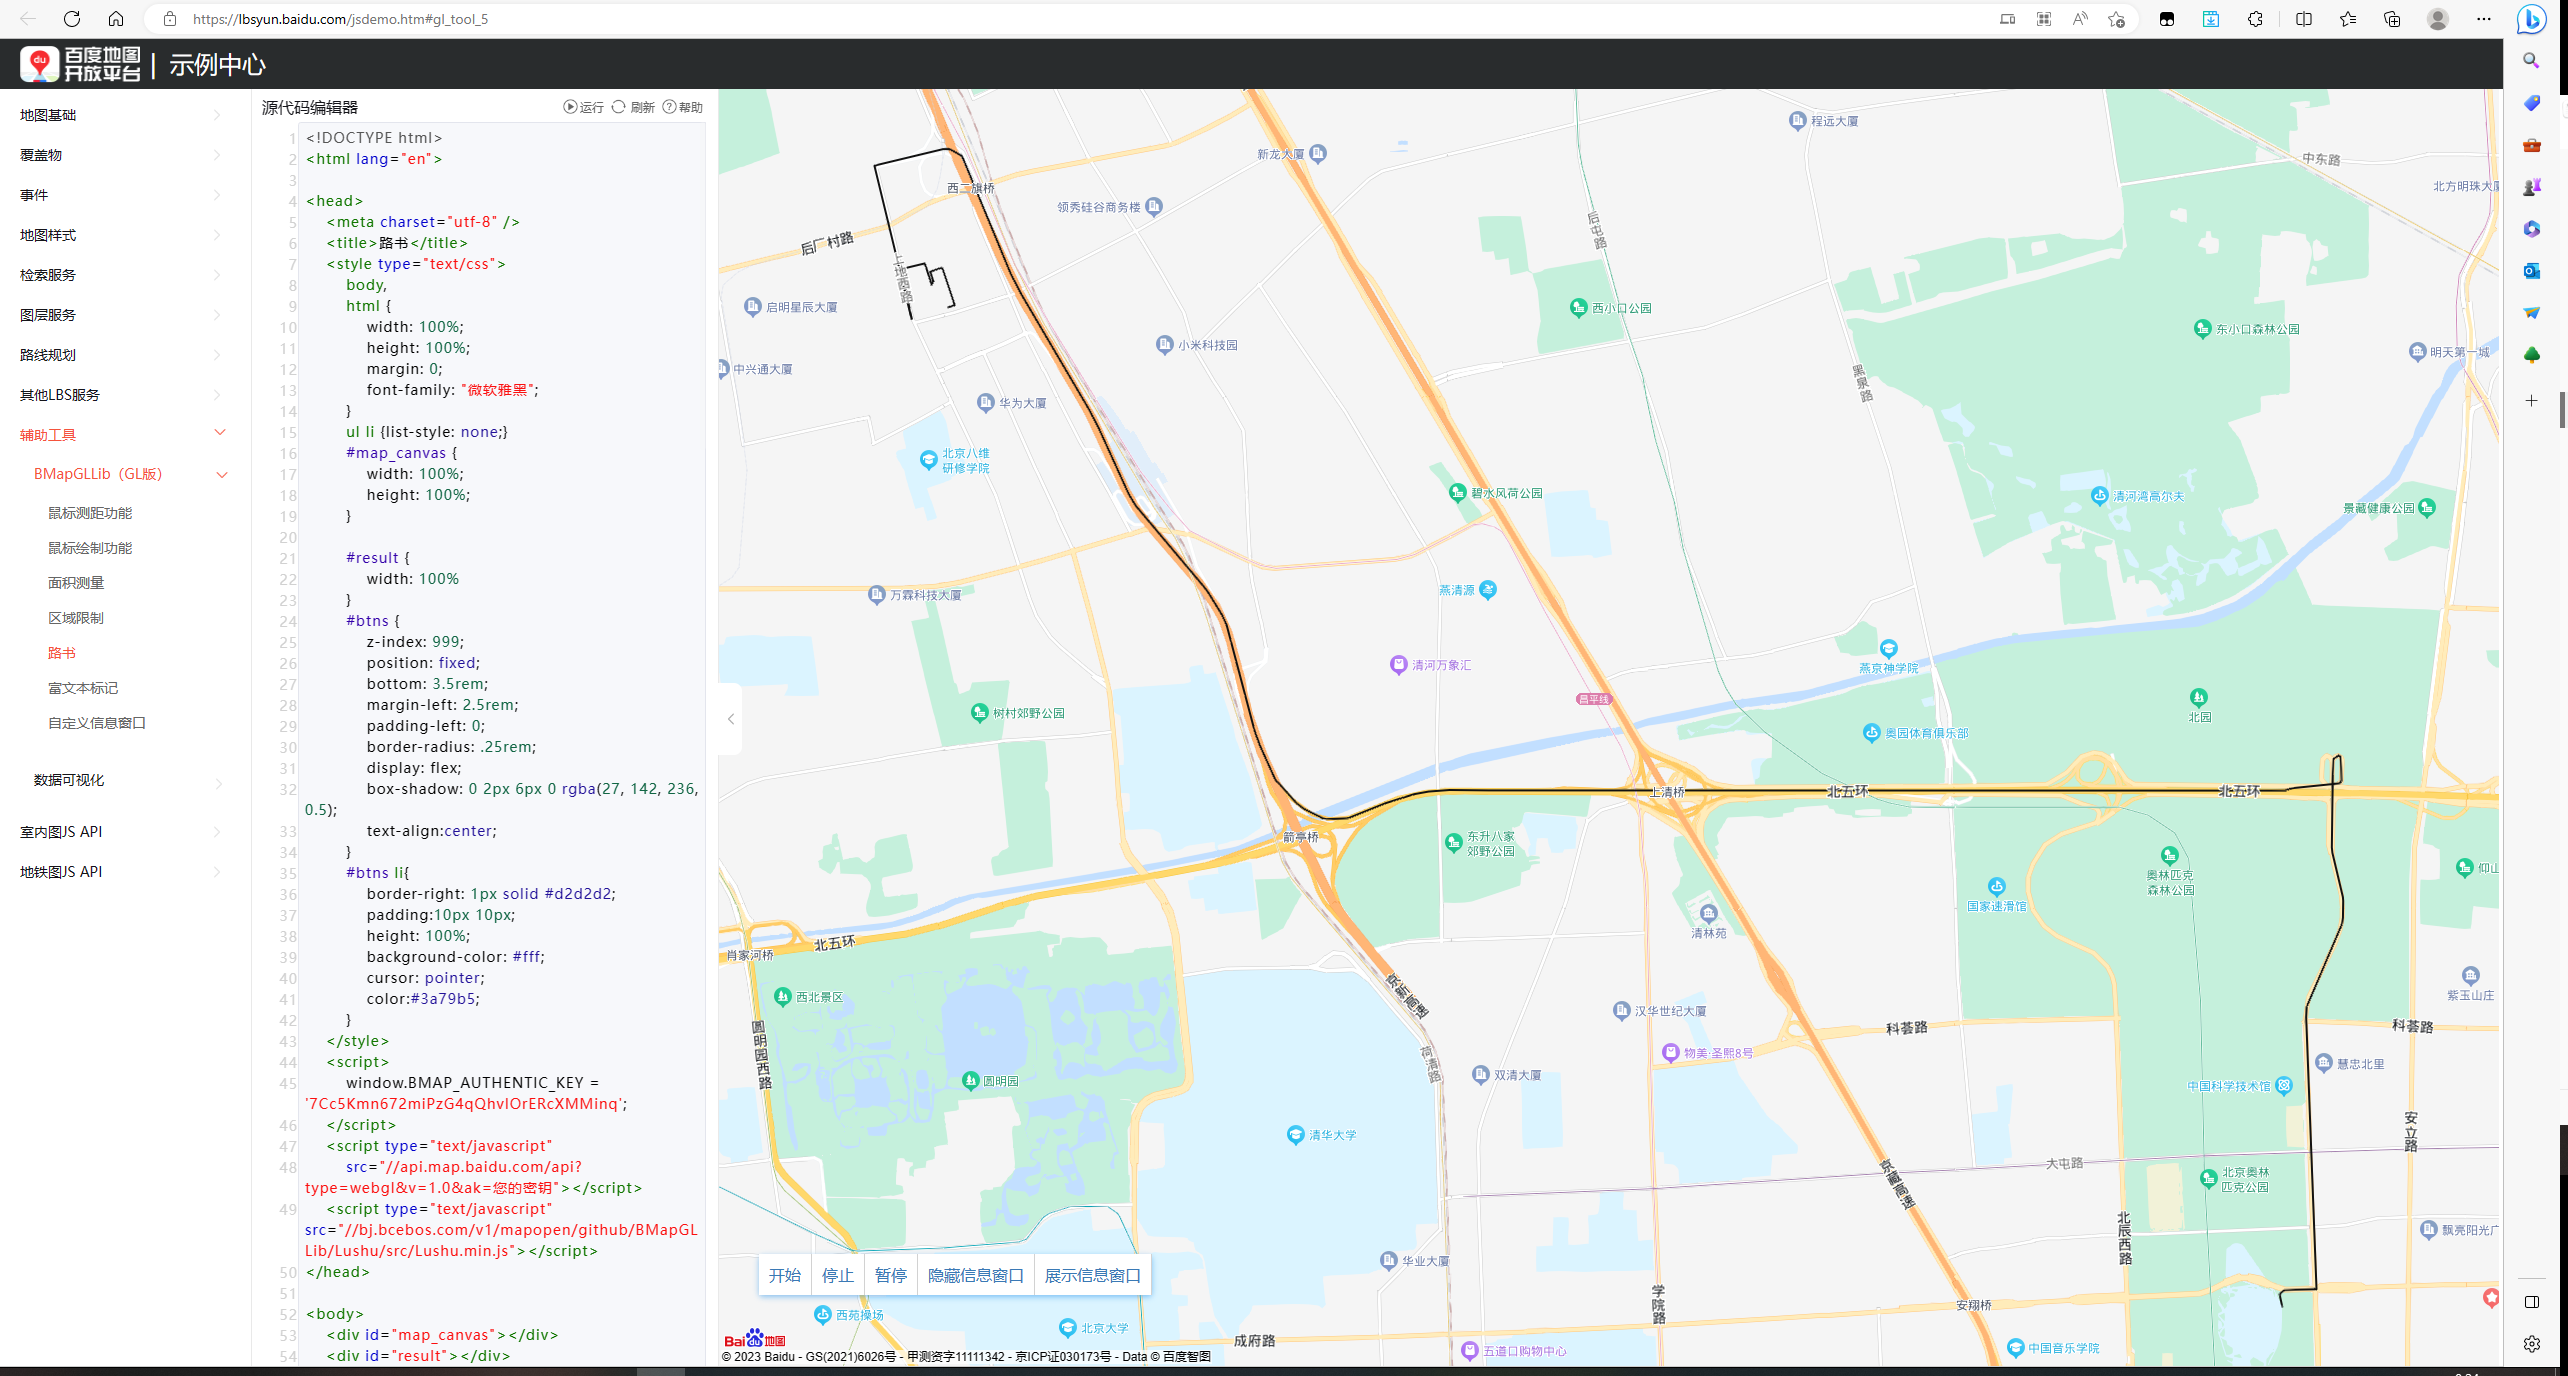 https://lbsyun.baidu.com/jsdemo.htm#gl_tool_5
du 百度地图 开放平台 | 示例中心
地图基础
覆盖物
事件
地图样式
检索服务
图层服务
路线规划
其他LBS服务
辅助工具
BMapGLLib（GL版）
鼠标测距功能
鼠标绘制功能
面积测量
区域限制
路书
富文本标记
自定义信息窗口
数据可视化
室内图JS API
地铁图JS API
源代码编辑器 运行 刷新 帮助
1 <!DOCTYPE html>
2 <html lang="en">
3
4 <head>
5 <meta charset="utf-8" />
6 <title>路书</title>
7 <style type="text/css">
8 body,
9 html {
10 width: 100%;
11 height: 100%;
12 margin: 0;
13 font-family: "微软雅黑";
14 }
15 ul li {list-style: none;}
16 #map_canvas {
17 width: 100%;
18 height: 100%;
19 }
20
21 #result {
22 width: 100%
23 }
24 #btns {
25 z-index: 999;
26 position: fixed;
27 bottom: 3.5rem;
28 margin-left: 2.5rem;
29 padding-left: 0;
30 border-radius: .25rem;
31 display: flex;
32 box-shadow: 0 2px 6px 0 rgba(27, 142, 236,
0.5);
33 text-align:center;
34 }
35 #btns li{
36 border-right: 1px solid #d2d2d2;
37 padding:10px 10px;
38 height: 100%;
39 background-color: #fff;
40 cursor: pointer;
41 color:#3a79b5;
42 }
43 </style>
44 <script>
45 window.BMAP_AUTHENTIC_KEY =
'7Cc5Kmn672miPzG4qQhvIOrERcXMMinq';
46 </script>
47 <script type="text/javascript"
48 src="//api.map.baidu.com/api?
type=webgl&v=1.0&ak=您的密钥"></script>
49 <script type="text/javascript"
src="//bj.bcebos.com/v1/mapopen/github/BMapGL
Lib/Lushu/src/Lushu.min.js"></script>
50 </head>
51
52 <body>
53 <div id="map_canvas"></div>
54 <div id="result"></div>
程远大厦
新龙大厦
中东路
西二旗桥
北方明珠大厦
领秀硅谷商务楼
后屯路
后厂村路
上地西路
启明星辰大厦
西小口公园
东小口森林公园
小米科技园
明天第一城
中兴通大厦
黑泉路
华为大厦
北京八维
研修学院
碧水风荷公园
清河湾高尔夫
景藏健康公园
燕清源
万霖科技大厦
清河万象汇
燕京神学院
昌平线
树村郊野公园
北园
奥园体育俱乐部
上清桥
北五环
北五环
箭亭桥
东升八家
郊野公园
奥林匹克
森林公园
仰山
国家速滑馆
清林苑
北五环
肖家河桥
西北景区
京新高速
紫玉山庄
汉华世纪大厦
科荟路
科荟路
圆明园西路
荷清路
物美·圣熙8号
慧忠北里
双清大厦
中国科学技术馆
圆明园
安立路
清华大学
大屯路
京藏高速
北京奥林
匹克公园
北辰西路
飘亮阳光广
华业大厦
开始 停止 暂停 隐藏信息窗口 展示信息窗口
学院路
安翔桥
西苑操场
北京大学
成府路
五道口购物中心
中国音乐学院
Baidu地图
© 2023 Baidu - GS(2021)6026号 - 甲测资字11111342 - 京ICP证030173号 - Data © 百度智图